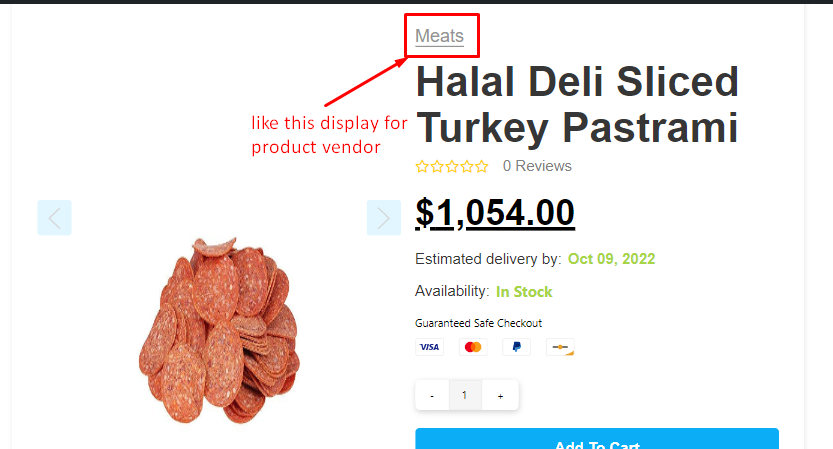 Meats
Halal Deli Sliced
Turkey Pastrami
like this display for
product vendor
0 Reviews
$1,054.00
Estimated delivery by: Oct 09, 2022
Availability: In Stock
Guaranteed Safe Checkout
VISA
- 1 +
Add To Cart